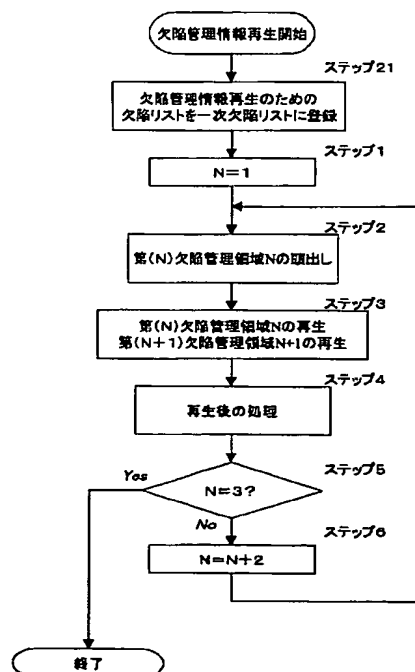 欠陥管理情報再生開始
ステップ21
欠陥管理情報再生のための
欠陥リストを一次欠陥リストに登録
ステップ1
N=1
ステップ2
第(N)欠陥管理領域Nの頭出し
ステップ3
第(N)欠陥管理領域Nの再生
第(N+1)欠陥管理領域N+1の再生
ステップ4
再生後の処理
ステップ5
Yes
N=3?
No
ステップ6
N=N+2
終了